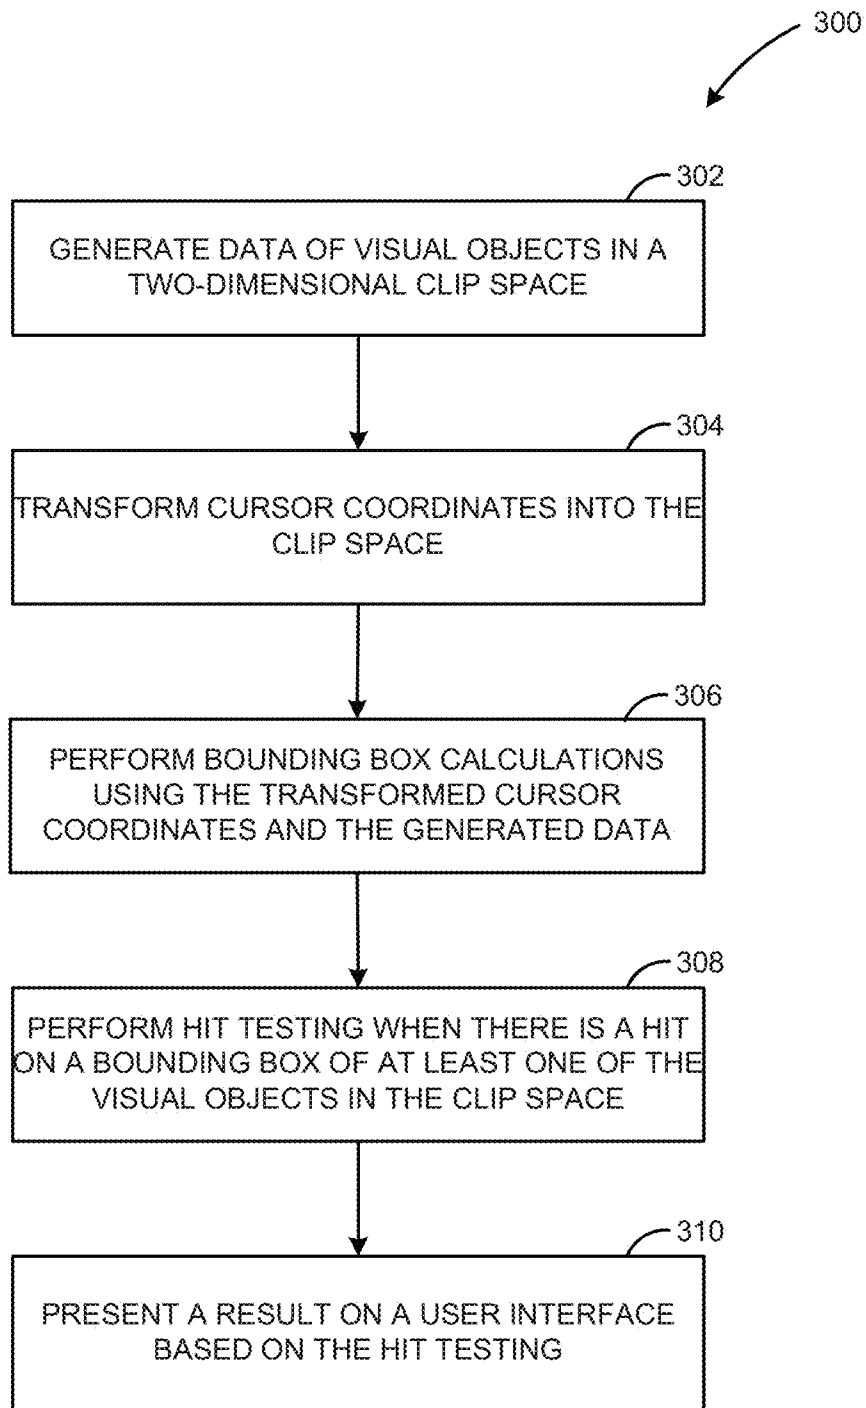 300
302
GENERATE DATA OF VISUAL OBJECTS IN A
TWO-DIMENSIONAL CLIP SPACE
304
TRANSFORM CURSOR COORDINATES INTO THE
CLIP SPACE
306
PERFORM BOUNDING BOX CALCULATIONS
USING THE TRANSFORMED CURSOR
COORDINATES AND THE GENERATED DATA
308
PERFORM HIT TESTING WHEN THERE IS A HIT
ON A BOUNDING BOX OF AT LEAST ONE OF THE
VISUAL OBJECTS IN THE CLIP SPACE
310
PRESENT A RESULT ON A USER INTERFACE
BASED ON THE HIT TESTING